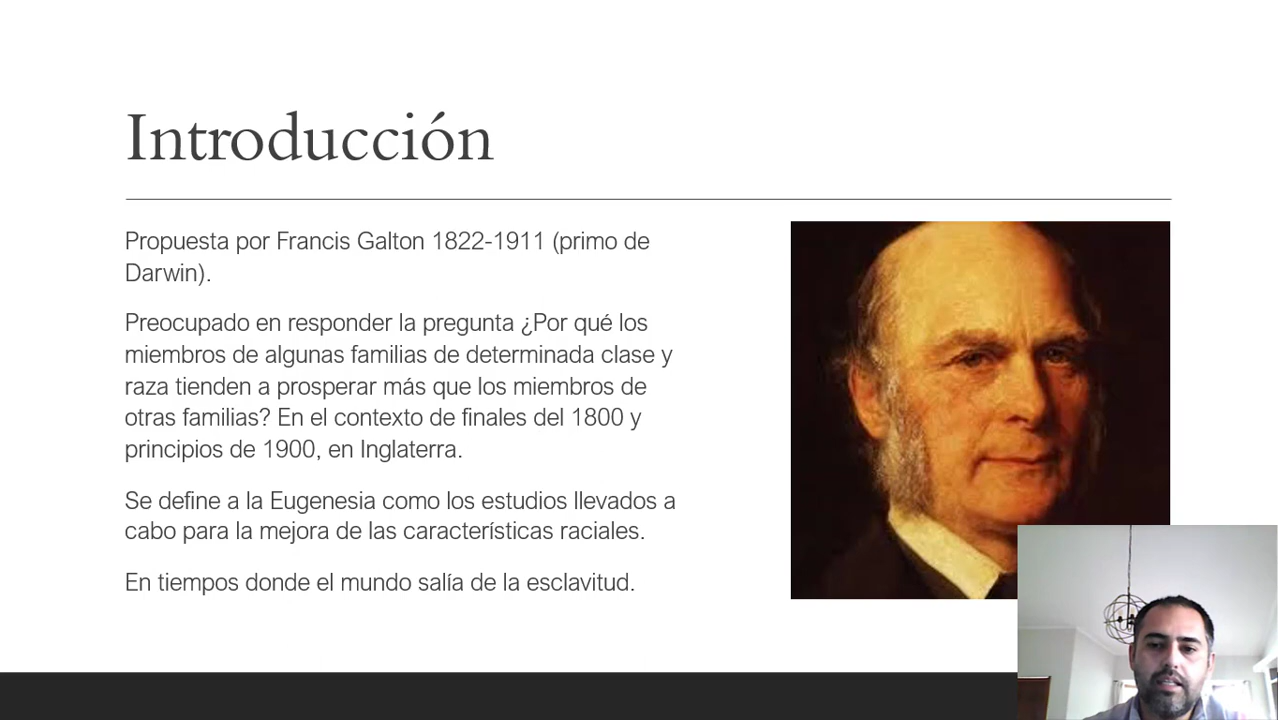 Introducción
Propuesta por Francis Galton 1822-1911 (primo de
Darwin).
Preocupado en responder la pregunta ¿Por qué los
miembros de algunas familias de determinada clase y
raza tienden a prosperar más que los miembros de
otras familias? En el contexto de finales del 1800 y
principios de 1900, en Inglaterra.
Se define a la Eugenesia como los estudios llevados a
cabo para la mejora de las características raciales.
En tiempos donde el mundo salía de la esclavitud.